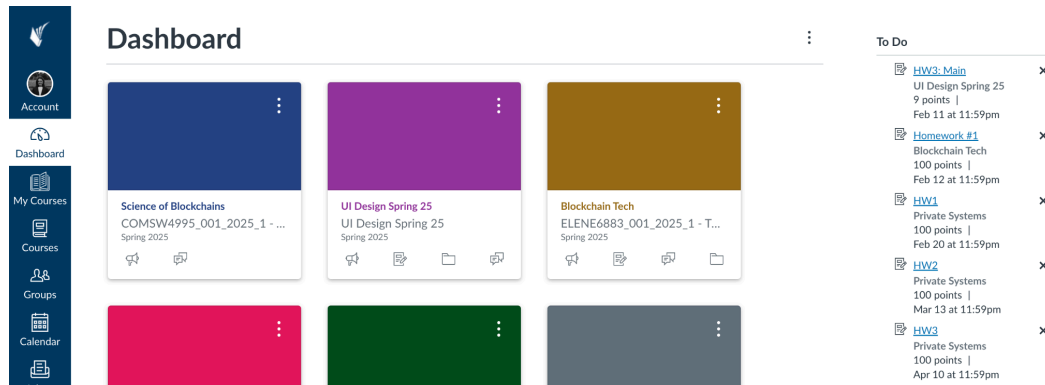 Account
Dashboard
My Courses
Courses
Groups
Calendar
Dashboard
Science of Blockchains
COMSW4995_001_2025_1 - ...
Spring 2025
UI Design Spring 25
UI Design Spring 25
Spring 2025
Blockchain Tech
ELENE6883_001_2025_1 - T...
Spring 2025
To Do
HW3: Main
UI Design Spring 25
9 points |
Feb 11 at 11:59pm
Homework #1
Blockchain Tech
100 points |
Feb 12 at 11:59pm
HW1
Private Systems
100 points |
Feb 20 at 11:59pm
HW2
Private Systems
100 points |
Mar 13 at 11:59pm
HW3
Private Systems
100 points |
Apr 10 at 11:59pm